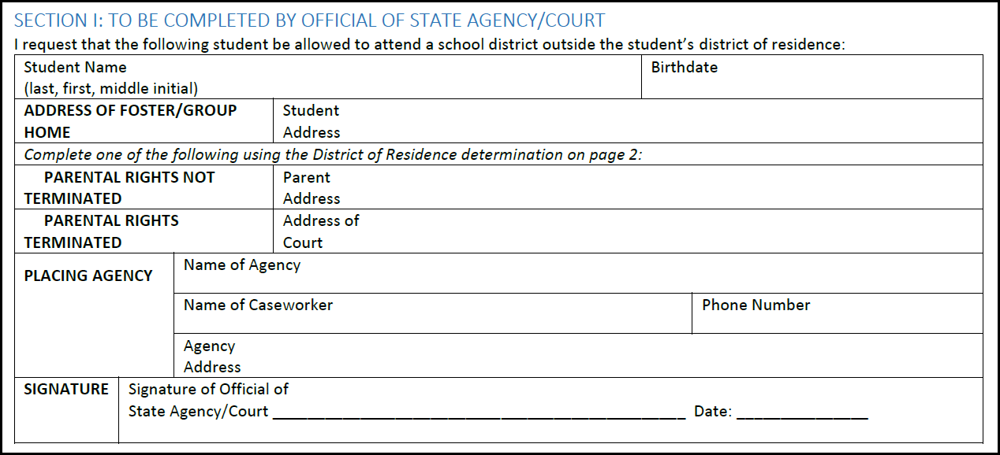 SECTION I: TO BE COMPLETED BY OFFICIAL OF STATE AGENCY/COURT
I request that the following student be allowed to attend a school district outside the student’s district of residence:
Student Name
(last, first, middle initial)
Birthdate
ADDRESS OF FOSTER/GROUP
HOME
Student
Address
Complete one of the following using the District of Residence determination on page 2:
PARENTAL RIGHTS NOT
TERMINATED
Parent
Address
PARENTAL RIGHTS
TERMINATED
Address of
Court
PLACING AGENCY
Name of Agency
Name of Caseworker
Phone Number
Agency
Address
SIGNATURE
Signature of Official of
State Agency/Court ______________________________________________ Date: _______________